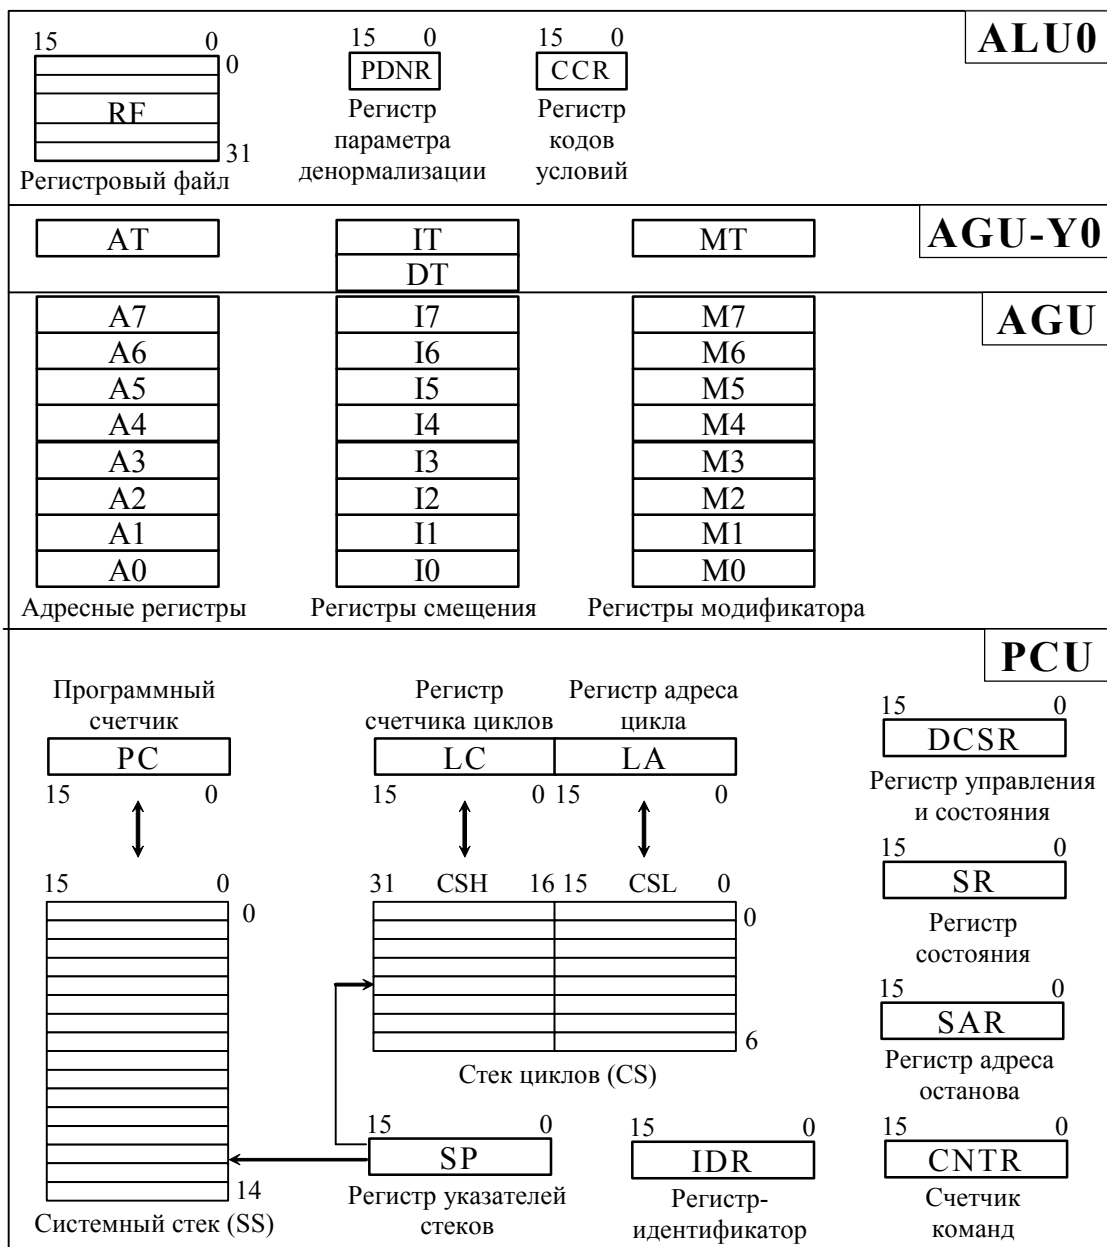 ALU0
15 0
0
RF
31
Регистровый файл
15 0
PDNR
Регистр
параметра
денормализации
15 0
CCR
Регистр
кодов
условий
AGU-Y0
AT
IT
MT
DT
AGU
A7 I7 M7
A6 I6 M6
A5 I5 M5
A4 I4 M4
A3 I3 M3
A2 I2 M2
A1 I1 M1
A0 I0 M0
Адресные регистры
Регистры смещения
Регистры модификатора
PCU
Программный
счетчик
PC
15 0
Регистр
счетчика циклов
LC
15 0
Регистр адреса
цикла
LA
15 0
15 0
DCSR
Регистр управления
и состояния
15 0
0
14
Системный стек (SS)
31 CSH 16 15 CSL 0
0
6
Стек циклов (CS)
15 0
SR
Регистр
состояния
15 0
SAR
Регистр адреса
останова
15 0
SP
Регистр указателей
стеков
15 0
IDR
Регистр-
идентификатор
15 0
CNTR
Счетчик
команд